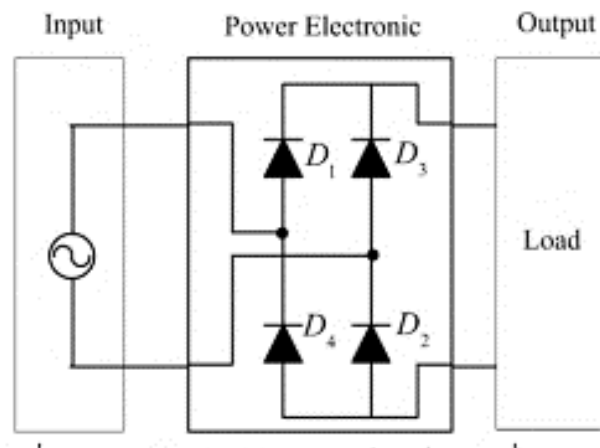 Input Power Electronic Output
D₁ D₃
Load
D₄ D₂